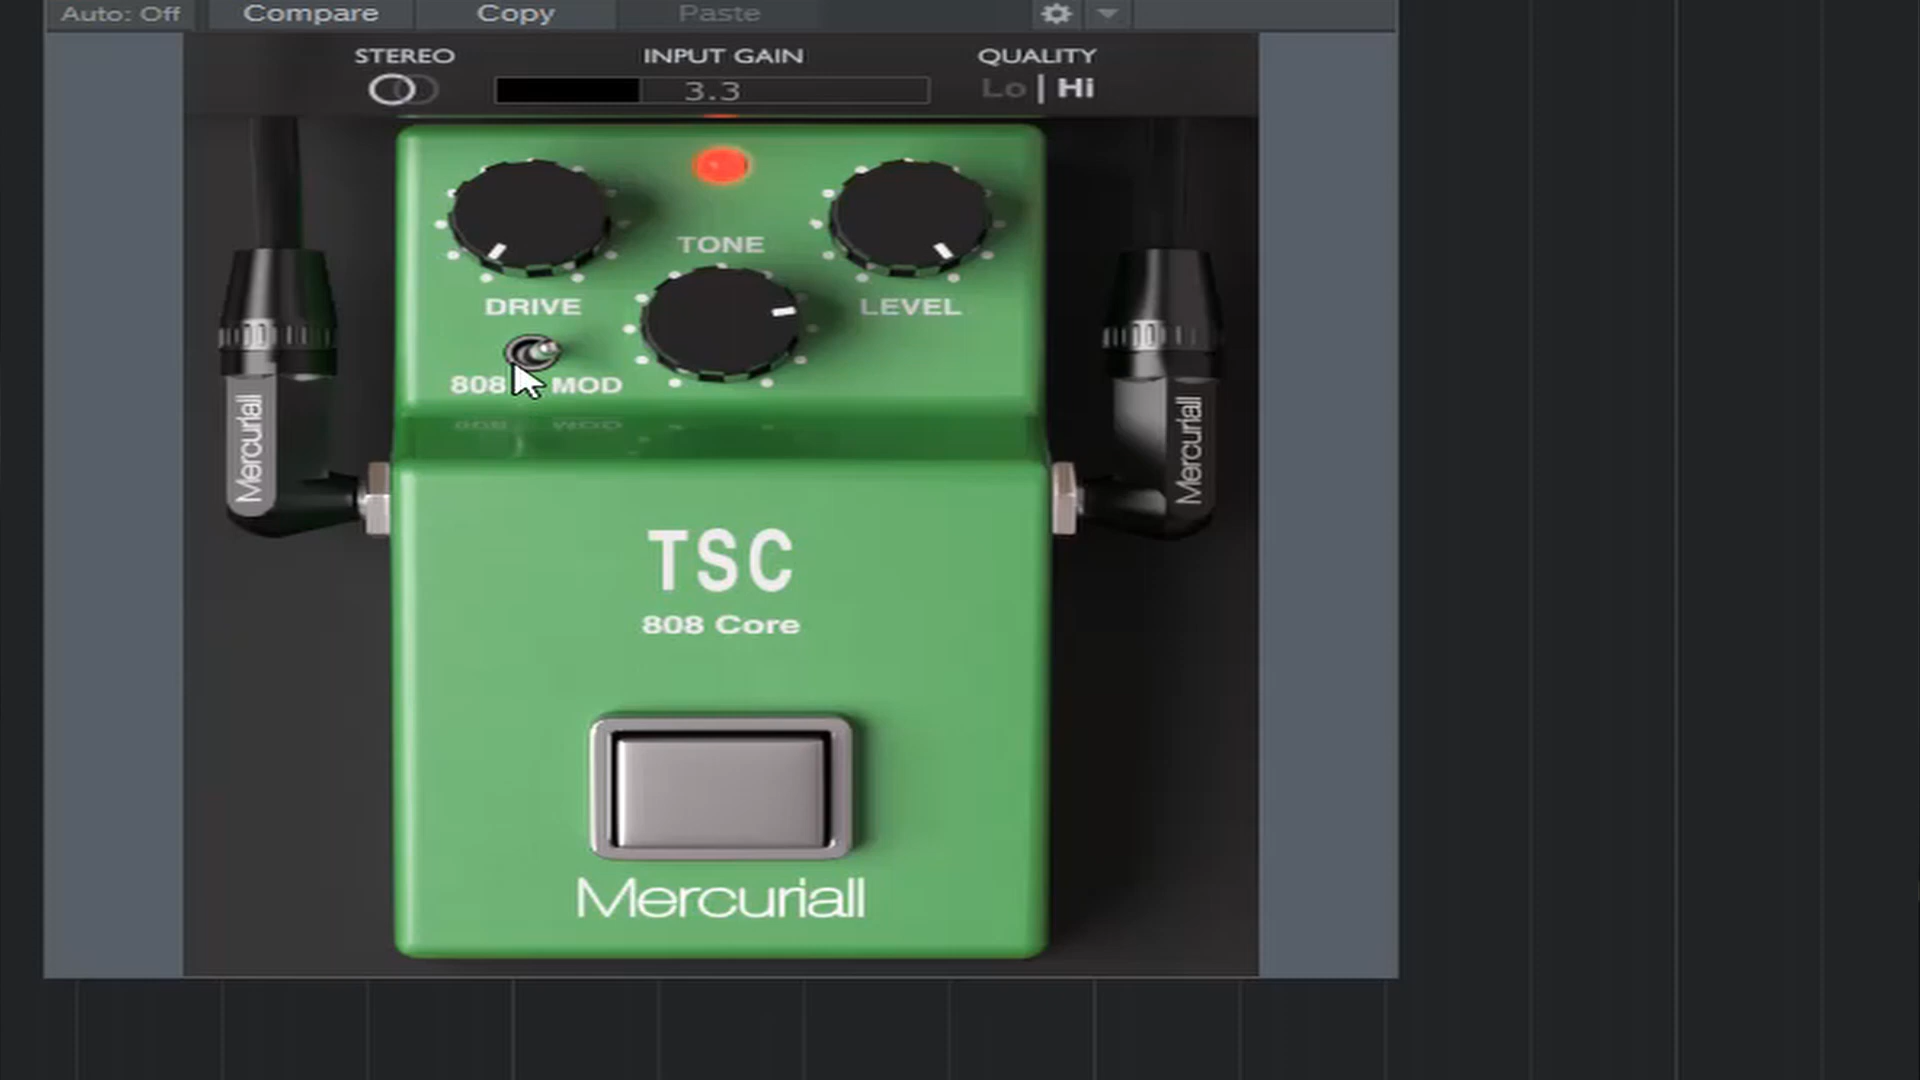 Auto: Off Compare Copy Paste
STEREO INPUT GAIN QUALITY
3.3 Lo | Hi
TONE
DRIVE LEVEL
808 MOD
Mercuriall Mercuriall
TSC
808 Core
Mercuriall